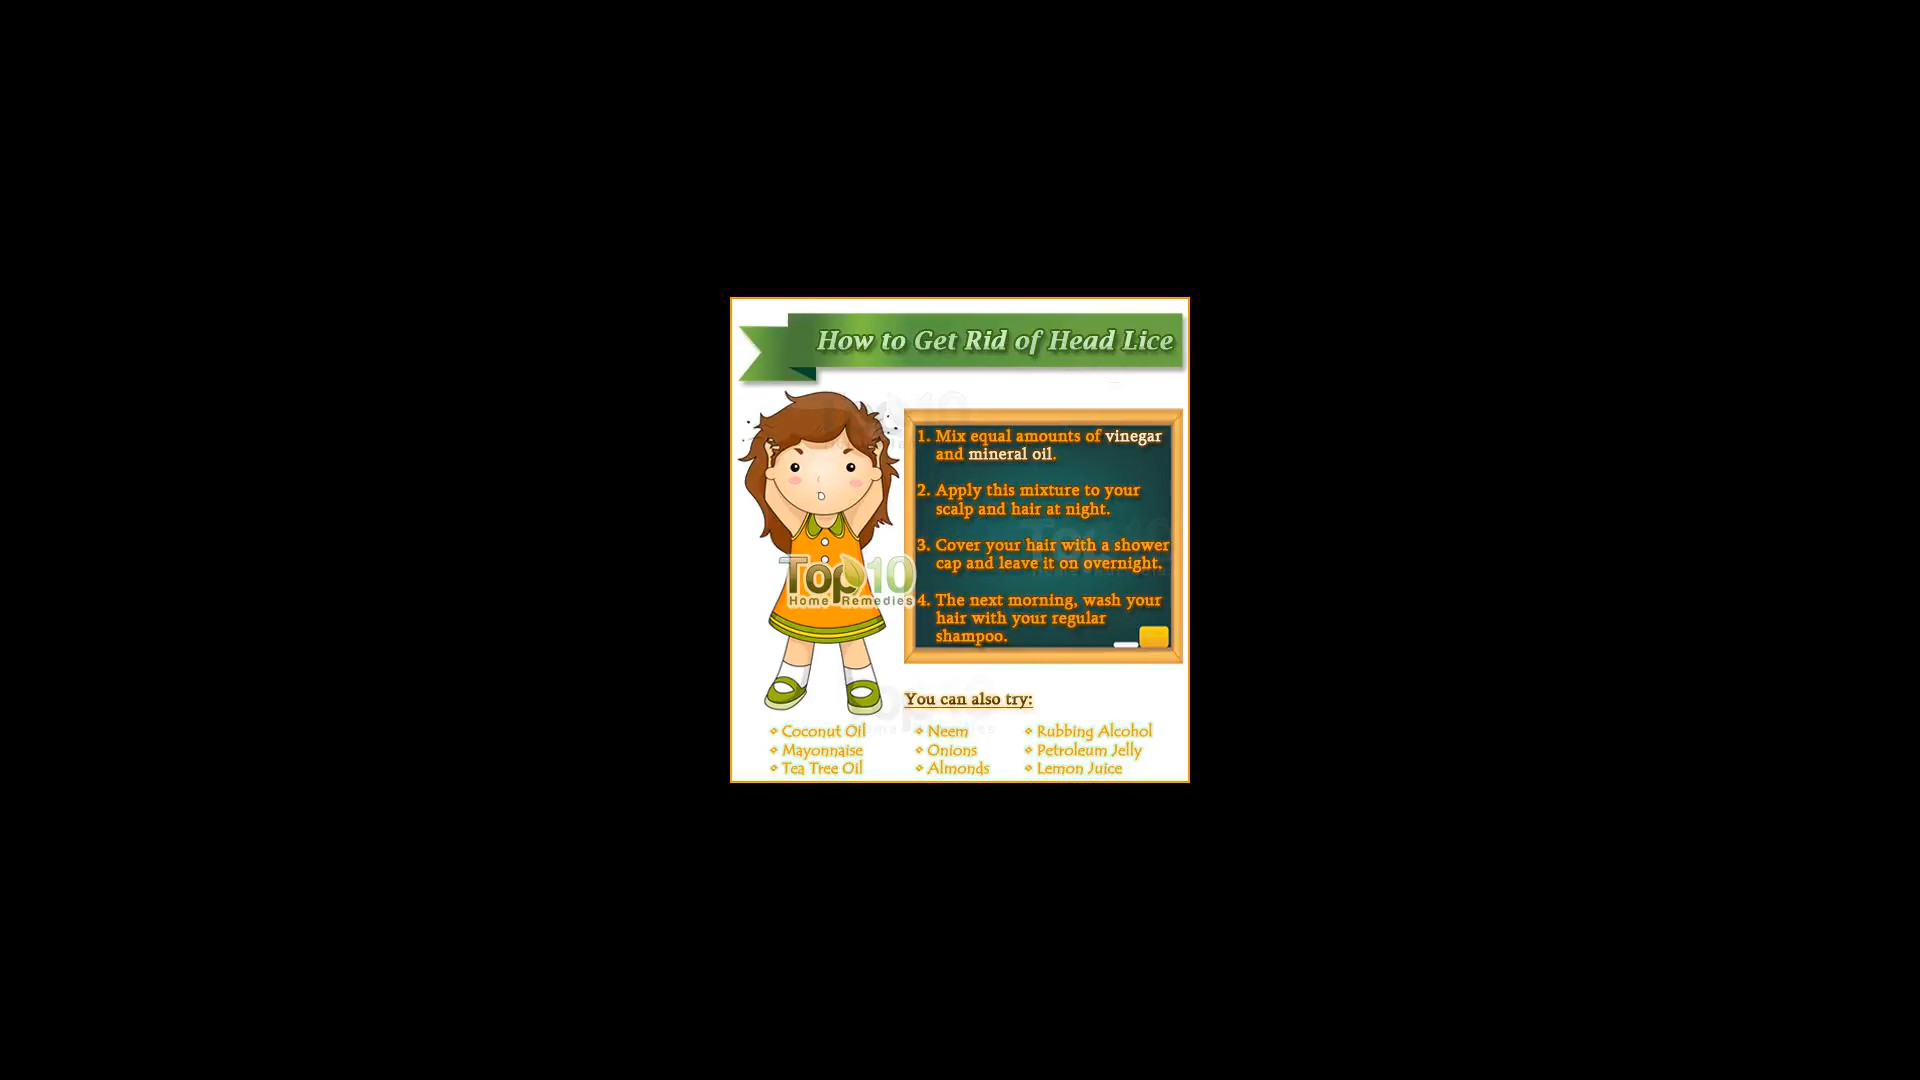 How to Get Rid of Head Lice
1. Mix equal amounts of vinegar
and mineral oil.
2. Apply this mixture to your
scalp and hair at night.
3. Cover your hair with a shower
cap and leave it on overnight.
4. The next morning, wash your
hair with your regular
shampoo.
Top10
Home Remedies
You can also try:
❖ Coconut Oil
❖ Mayonnaise
❖ Tea Tree Oil
❖ Neem
❖ Onions
❖ Almonds
❖ Rubbing Alcohol
❖ Petroleum Jelly
❖ Lemon Juice